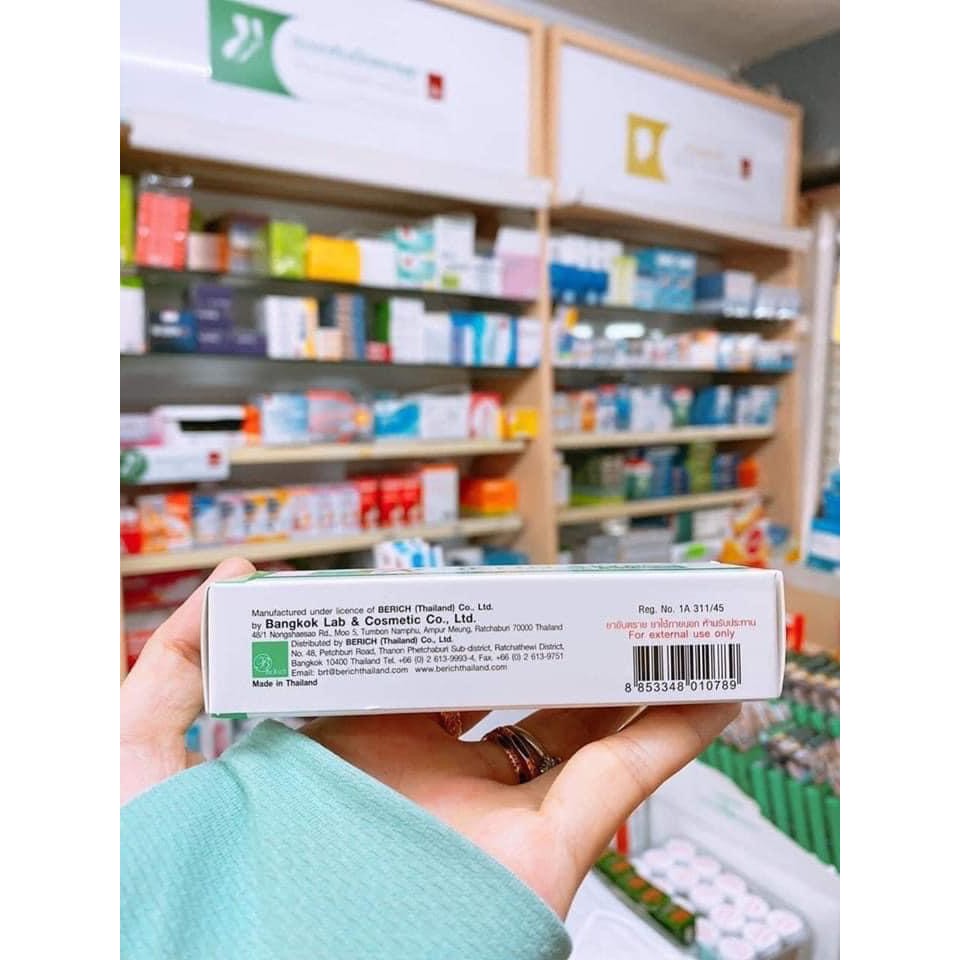 Manufactured under licence of BERICH (Thailand) Co., Ltd.
by Bangkok Lab & Cosmetic Co., Ltd.
48/1 Nongshaesao Rd., Moo 5, Tumbon Namphu, Ampur Meung, Ratchaburi 70000 Thailand
Distributed by BERICH (Thailand) Co., Ltd.
No. 48, Petchburi Road, Thanon Phetchaburi Sub-district, Ratchathewi District,
Bangkok 10400 Thailand Tel. +66 (0) 2 613-9993-4, Fax. +66 (0) 2 613-9751
Email: brt@berichthailand.com www.berichthailand.com
BeRich
Made in Thailand
Reg. No. 1A 311/45
ยาอันตราย ยาใช้ภายนอก ห้ามรับประทาน
For external use only
8 853348 010789